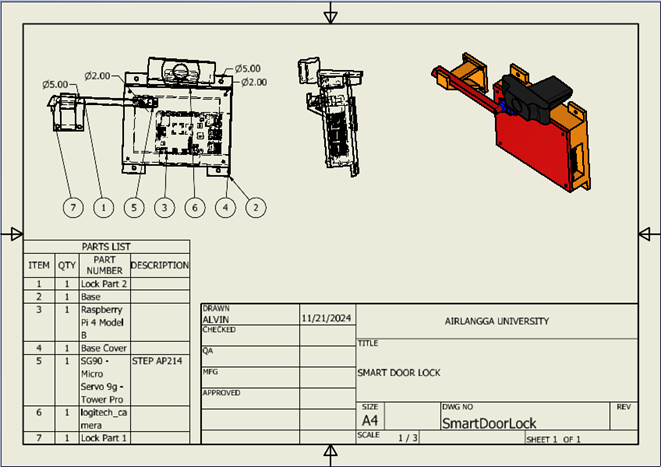 Ø5.00
Ø2.00
Ø5.00
Ø2.00
7 1 5 3 6 4 2
PARTS LIST
ITEM QTY PART NUMBER DESCRIPTION
1 1 Lock Part 2
2 1 Base
3 1 Raspberry
Pi 4 Model
B
4 1 Base Cover
5 1 SG90 - STEP AP214
Micro
Servo 9g -
Tower Pro
6 1 logitech_ca
mera
7 1 Lock Part 1
DRAWN
ALVIN 11/21/2024
CHECKED
QA
MFG
APPROVED
AIRLANGGA UNIVERSITY
TITLE
SMART DOOR LOCK
SIZE
A4
DWG NO
SmartDoorLock
REV
SCALE 1 / 3
SHEET 1 OF 1